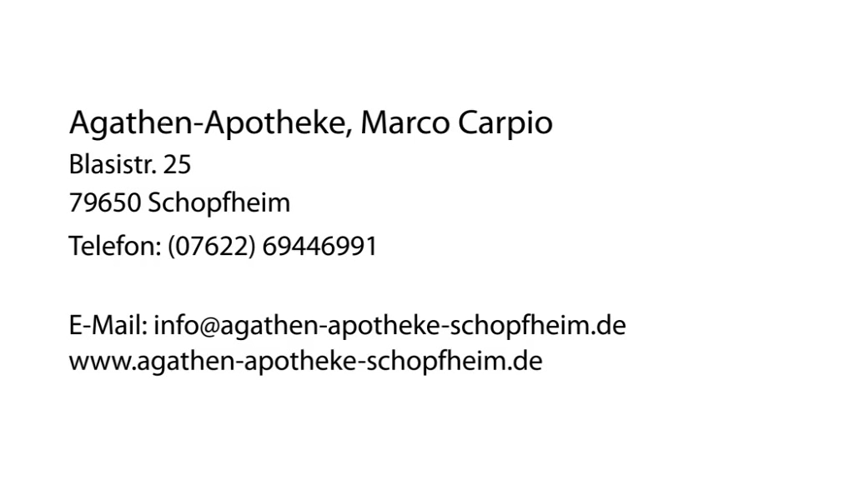 Agathen-Apotheke, Marco Carpio
Blasistr. 25
79650 Schopfheim
Telefon: (07622) 69446991
E-Mail: info@agathen-apotheke-schopfheim.de
www.agathen-apotheke-schopfheim.de